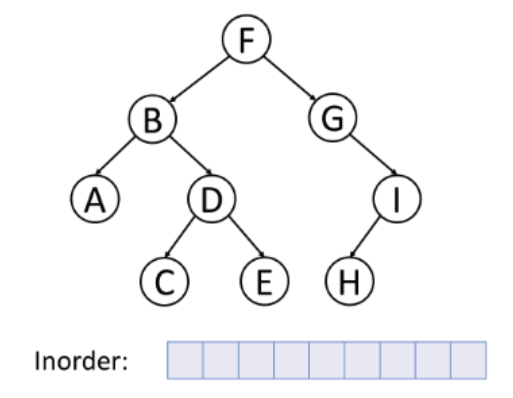 F
B G
A D I
C E H
Inorder: